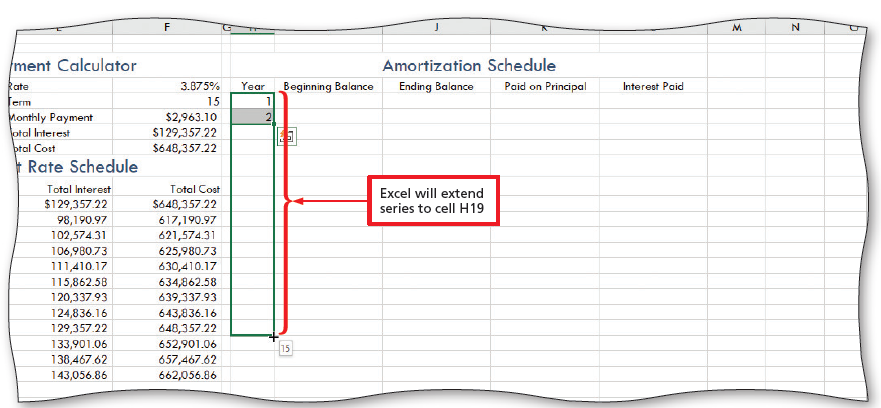 F G H J K M N O
ment Calculator Amortization Schedule
Rate 3.875% Year Beginning Balance Ending Balance Paid on Principal Interest Paid
Term 15 1
Monthly Payment $2,963.10 2
otal Interest $129,357.22
otal Cost $648,357.22
t Rate Schedule
Total Interest Total Cost
$129,357.22 $648,357.22
98,190.97 617,190.97
102,574.31 621,574.31
106,980.73 625,980.73
111,410.17 630,410.17
115,862.58 634,862.58
120,337.93 639,337.93
124,836.16 643,836.16
129,357.22 648,357.22
133,901.06 652,901.06
138,467.62 657,467.62
143,056.86 662,056.86
Excel will extend
series to cell H19
15